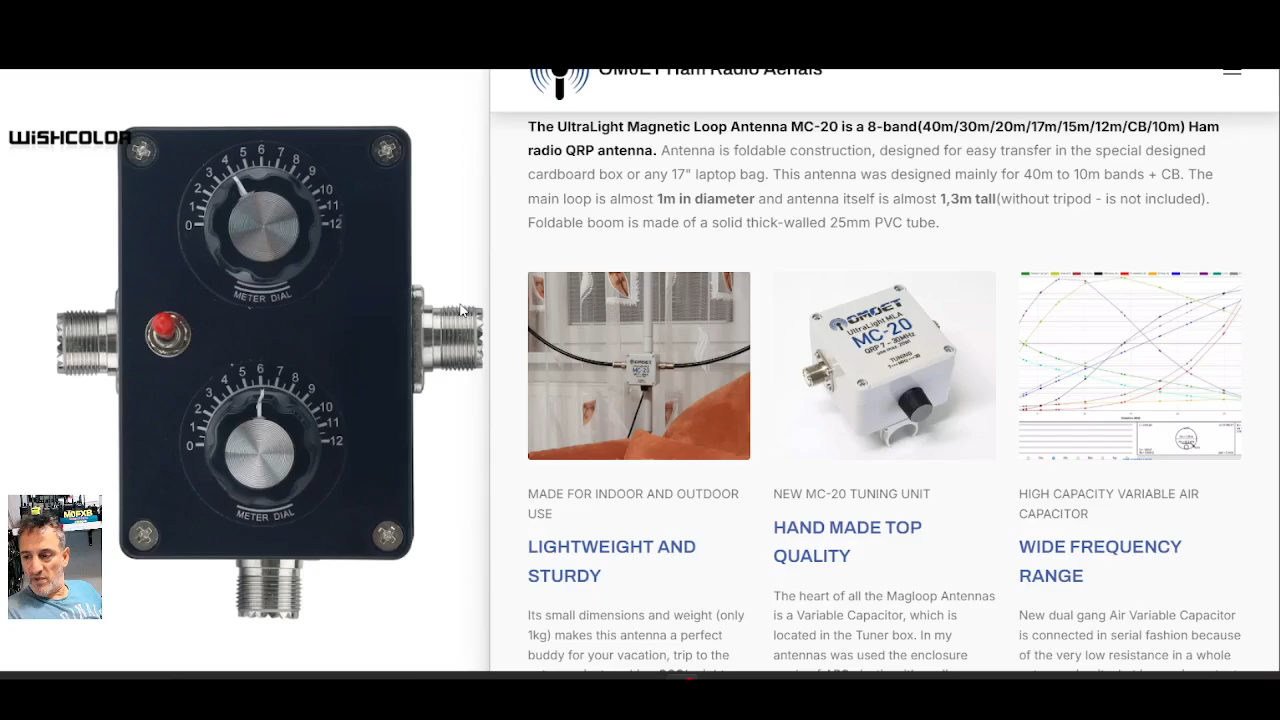 WiSHCOLOR
0 1 2 3 4 5 6 7 8 9 10 11 12
METER DIAL
0 1 2 3 4 5 6 7 8 9 10 11 12
METER DIAL
M0FXB
OM0ET Ham Radio Aerials
The UltraLight Magnetic Loop Antenna MC-20 is a 8-band(40m/30m/20m/17m/15m/12m/CB/10m) Ham
radio QRP antenna. Antenna is foldable construction, designed for easy transfer in the special designed
cardboard box or any 17" laptop bag. This antenna was designed mainly for 40m to 10m bands + CB. The
main loop is almost 1m in diameter and antenna itself is almost 1,3m tall(without tripod - is not included).
Foldable boom is made of a solid thick-walled 25mm PVC tube.
OM0ET
MC-20
OM0ET
UltraLight MLA
MC-20
QRP 7 - 30MHz
TUNING
MADE FOR INDOOR AND OUTDOOR
USE
LIGHTWEIGHT AND
STURDY
Its small dimensions and weight (only
1kg) makes this antenna a perfect
buddy for your vacation, trip to the
NEW MC-20 TUNING UNIT
HAND MADE TOP
QUALITY
The heart of all the Magloop Antennas
is a Variable Capacitor, which is
located in the Tuner box. In my
antennas was used the enclosure
HIGH CAPACITY VARIABLE AIR
CAPACITOR
WIDE FREQUENCY
RANGE
New dual gang Air Variable Capacitor
is connected in serial fashion because
of the very low resistance in a whole